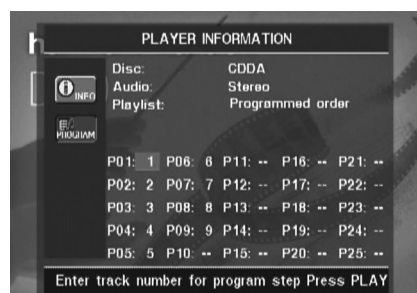 PLAYER INFORMATION
Disc: CDDA
Audio: Stereo
Playlist: Programmed order
INFO
PROGRAM
P01: 1 P06: 6 P11: -- P16: -- P21: --
P02: 2 P07: 7 P12: -- P17: -- P22: --
P03: 3 P08: 8 P13: -- P18: -- P23: --
P04: 4 P09: 9 P14: -- P19: -- P24: --
P05: 5 P10: -- P15: -- P20: -- P25: --
Enter track number for program step Press PLAY